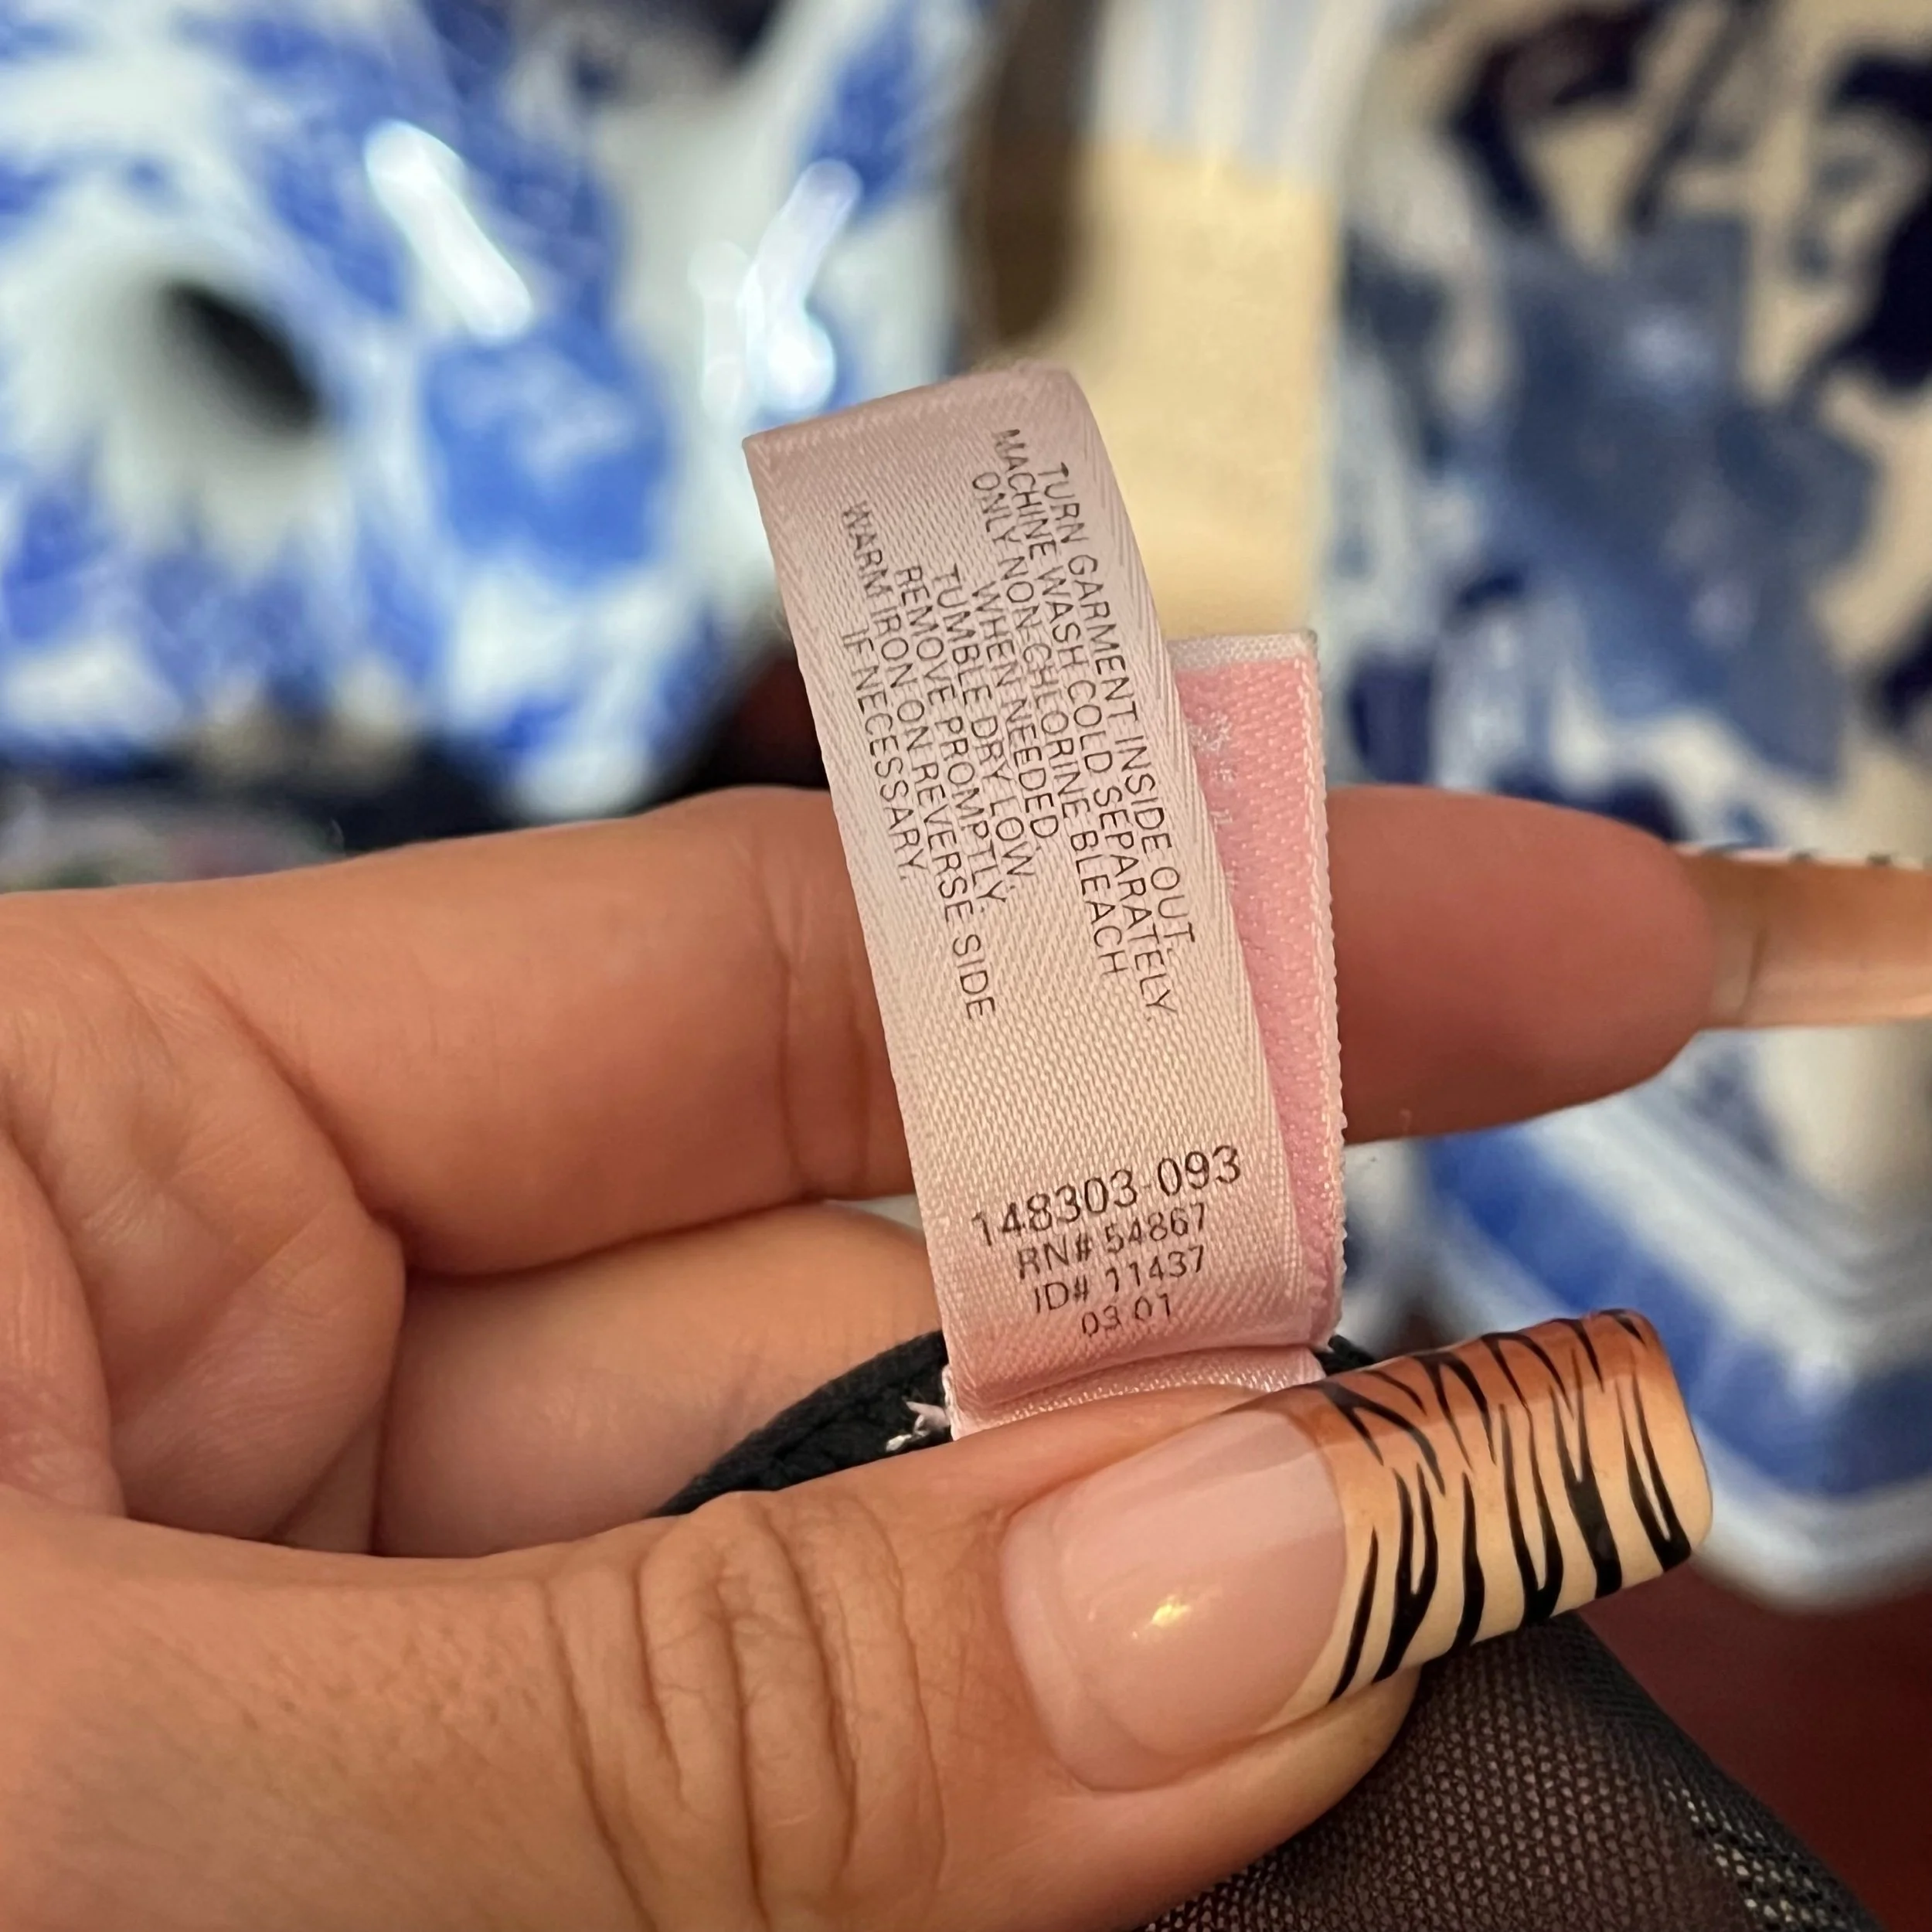 TURN GARMENT INSIDE OUT.
MACHINE WASH COLD SEPARATELY.
ONLY NON-CHLORINE BLEACH
WHEN NEEDED.
TUMBLE DRY LOW.
REMOVE PROMPTLY.
WARM IRON ON REVERSE SIDE
IF NECESSARY.
148303-093
RN# 54867
ID# 11437
03 01